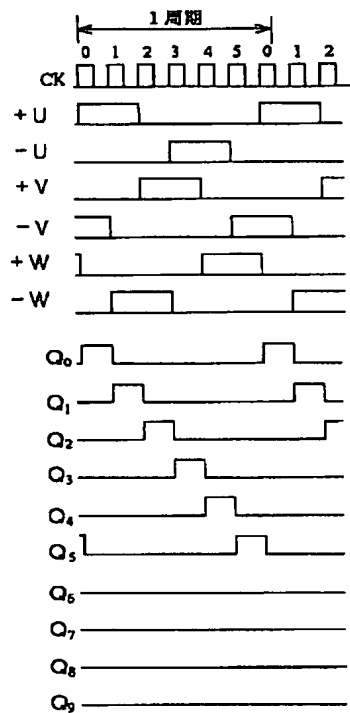 1 周期
0 1 2 3 4 5 0 1 2
CK
+U
-U
+V
-V
+W
-W
Q₀
Q₁
Q₂
Q₃
Q₄
Q₅
Q₆
Q₇
Q₈
Q₉